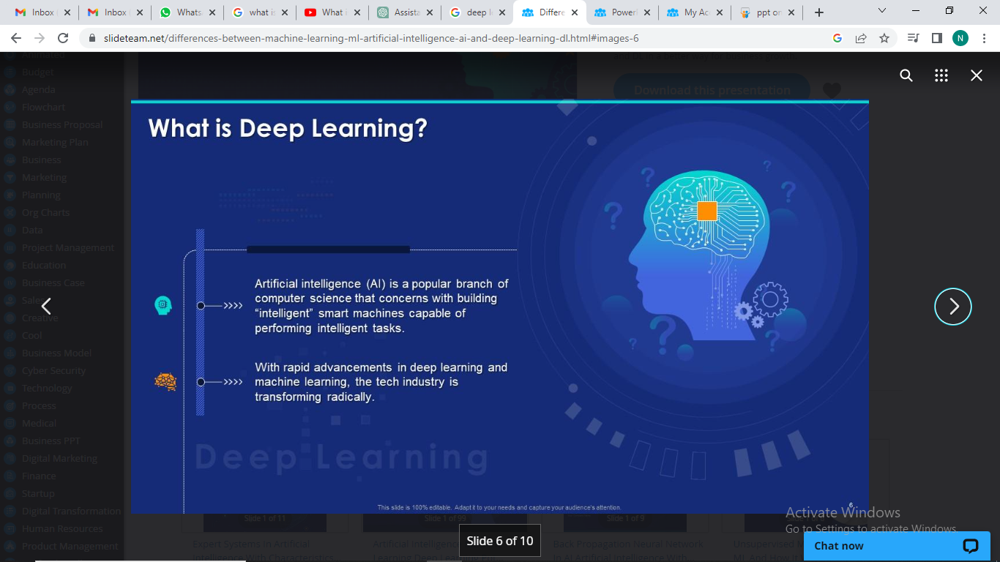 Inbox
Inbox
Whats
what is
What i
Assista
deep l
Differe
Power
My Ac
ppt on
slideteam.net/differences-between-machine-learning-ml-artificial-intelligence-ai-and-deep-learning-dl.html#images-6
N
Animated
Budget
Agenda
Flowchart
Business Proposal
Marketing Plan
Business
Marketing
Planning
Org Charts
Data
Project Management
Education
Business Case
Sales
Creative
Cool
Business Model
Cyber Security
Technology
Process
Medical
Business PPT
Digital Marketing
Finance
Startup
Digital Transformation
Human Resources
Product Management
Download this presentation
What is Deep Learning?
Artificial intelligence (AI) is a popular branch of
computer science that concerns with building
“intelligent” smart machines capable of
performing intelligent tasks.
With rapid advancements in deep learning and
machine learning, the tech industry is
transforming radically.
Deep Learning
This slide is 100% editable. Adapt it to your needs and capture your audience's attention.
6
Slide 1 of 11
Slide 1 of 99
Slide 1 of 9
Slide 6 of 10
Expert Systems In Artificial
Intelligence With Characteristics
Artificial Intelligence
Learning Deep Lea
Back Propagation Neural Network
In AI Artificial Intelligence With
Unsupervised M
Activate Windows
Go to Settings to activate Windows.
Chat now